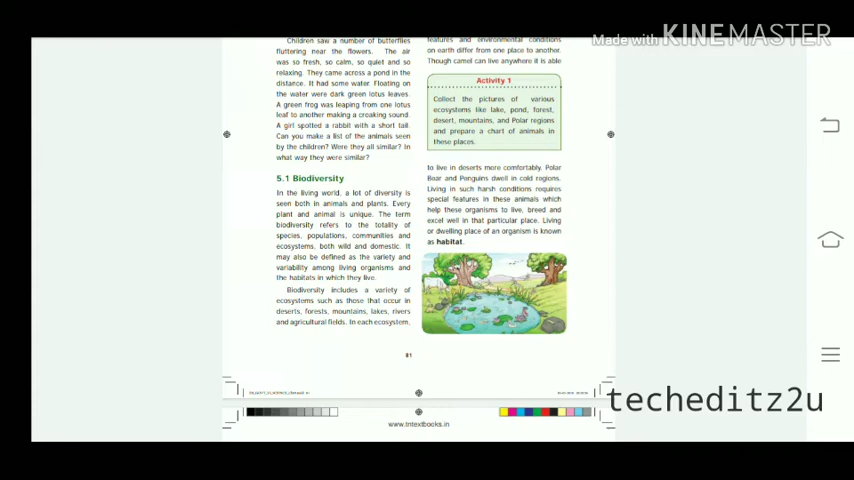 Made with KINEMASTER
Children saw a number of butterflies
fluttering near the flowers. The air
was so fresh, so calm, so quiet and so
relaxing. They came across a pond in the
distance. It had some water. Floating on
the water were dark green lotus leaves.
A green frog was leaping from one lotus
leaf to another making a croaking sound.
A girl spotted a rabbit with a short tail.
Can you make a list of the animals seen
by the children? Were they all similar? In
what way they were similar?
5.1 Biodiversity
In the living world, a lot of diversity is
seen both in animals and plants. Every
plant and animal is unique. The term
biodiversity refers to the totality of
species, populations, communities and
ecosystems, both wild and domestic. It
may also be defined as the variety and
variability among living organisms and
the habitats in which they live.
Biodiversity includes a variety of
ecosystems such as those that occur in
deserts, forests, mountains, lakes, rivers
and agricultural fields. In each ecosystem,
features and environmental conditions
on earth differ from one place to another.
Though camel can live anywhere it is able
Activity 1
Collect the pictures of various
ecosystems like lake, pond, forest,
desert, mountains, and Polar regions
and prepare a chart of animals in
these places.
to live in deserts more comfortably. Polar
Bear and Penguins dwell in cold regions.
Living in such harsh conditions requires
special features in these animals which
help these organisms to live, breed and
excel well in that particular place. Living
or dwelling place of an organism is known
as habitat.
81
www.tntextbooks.in
techeditz2u